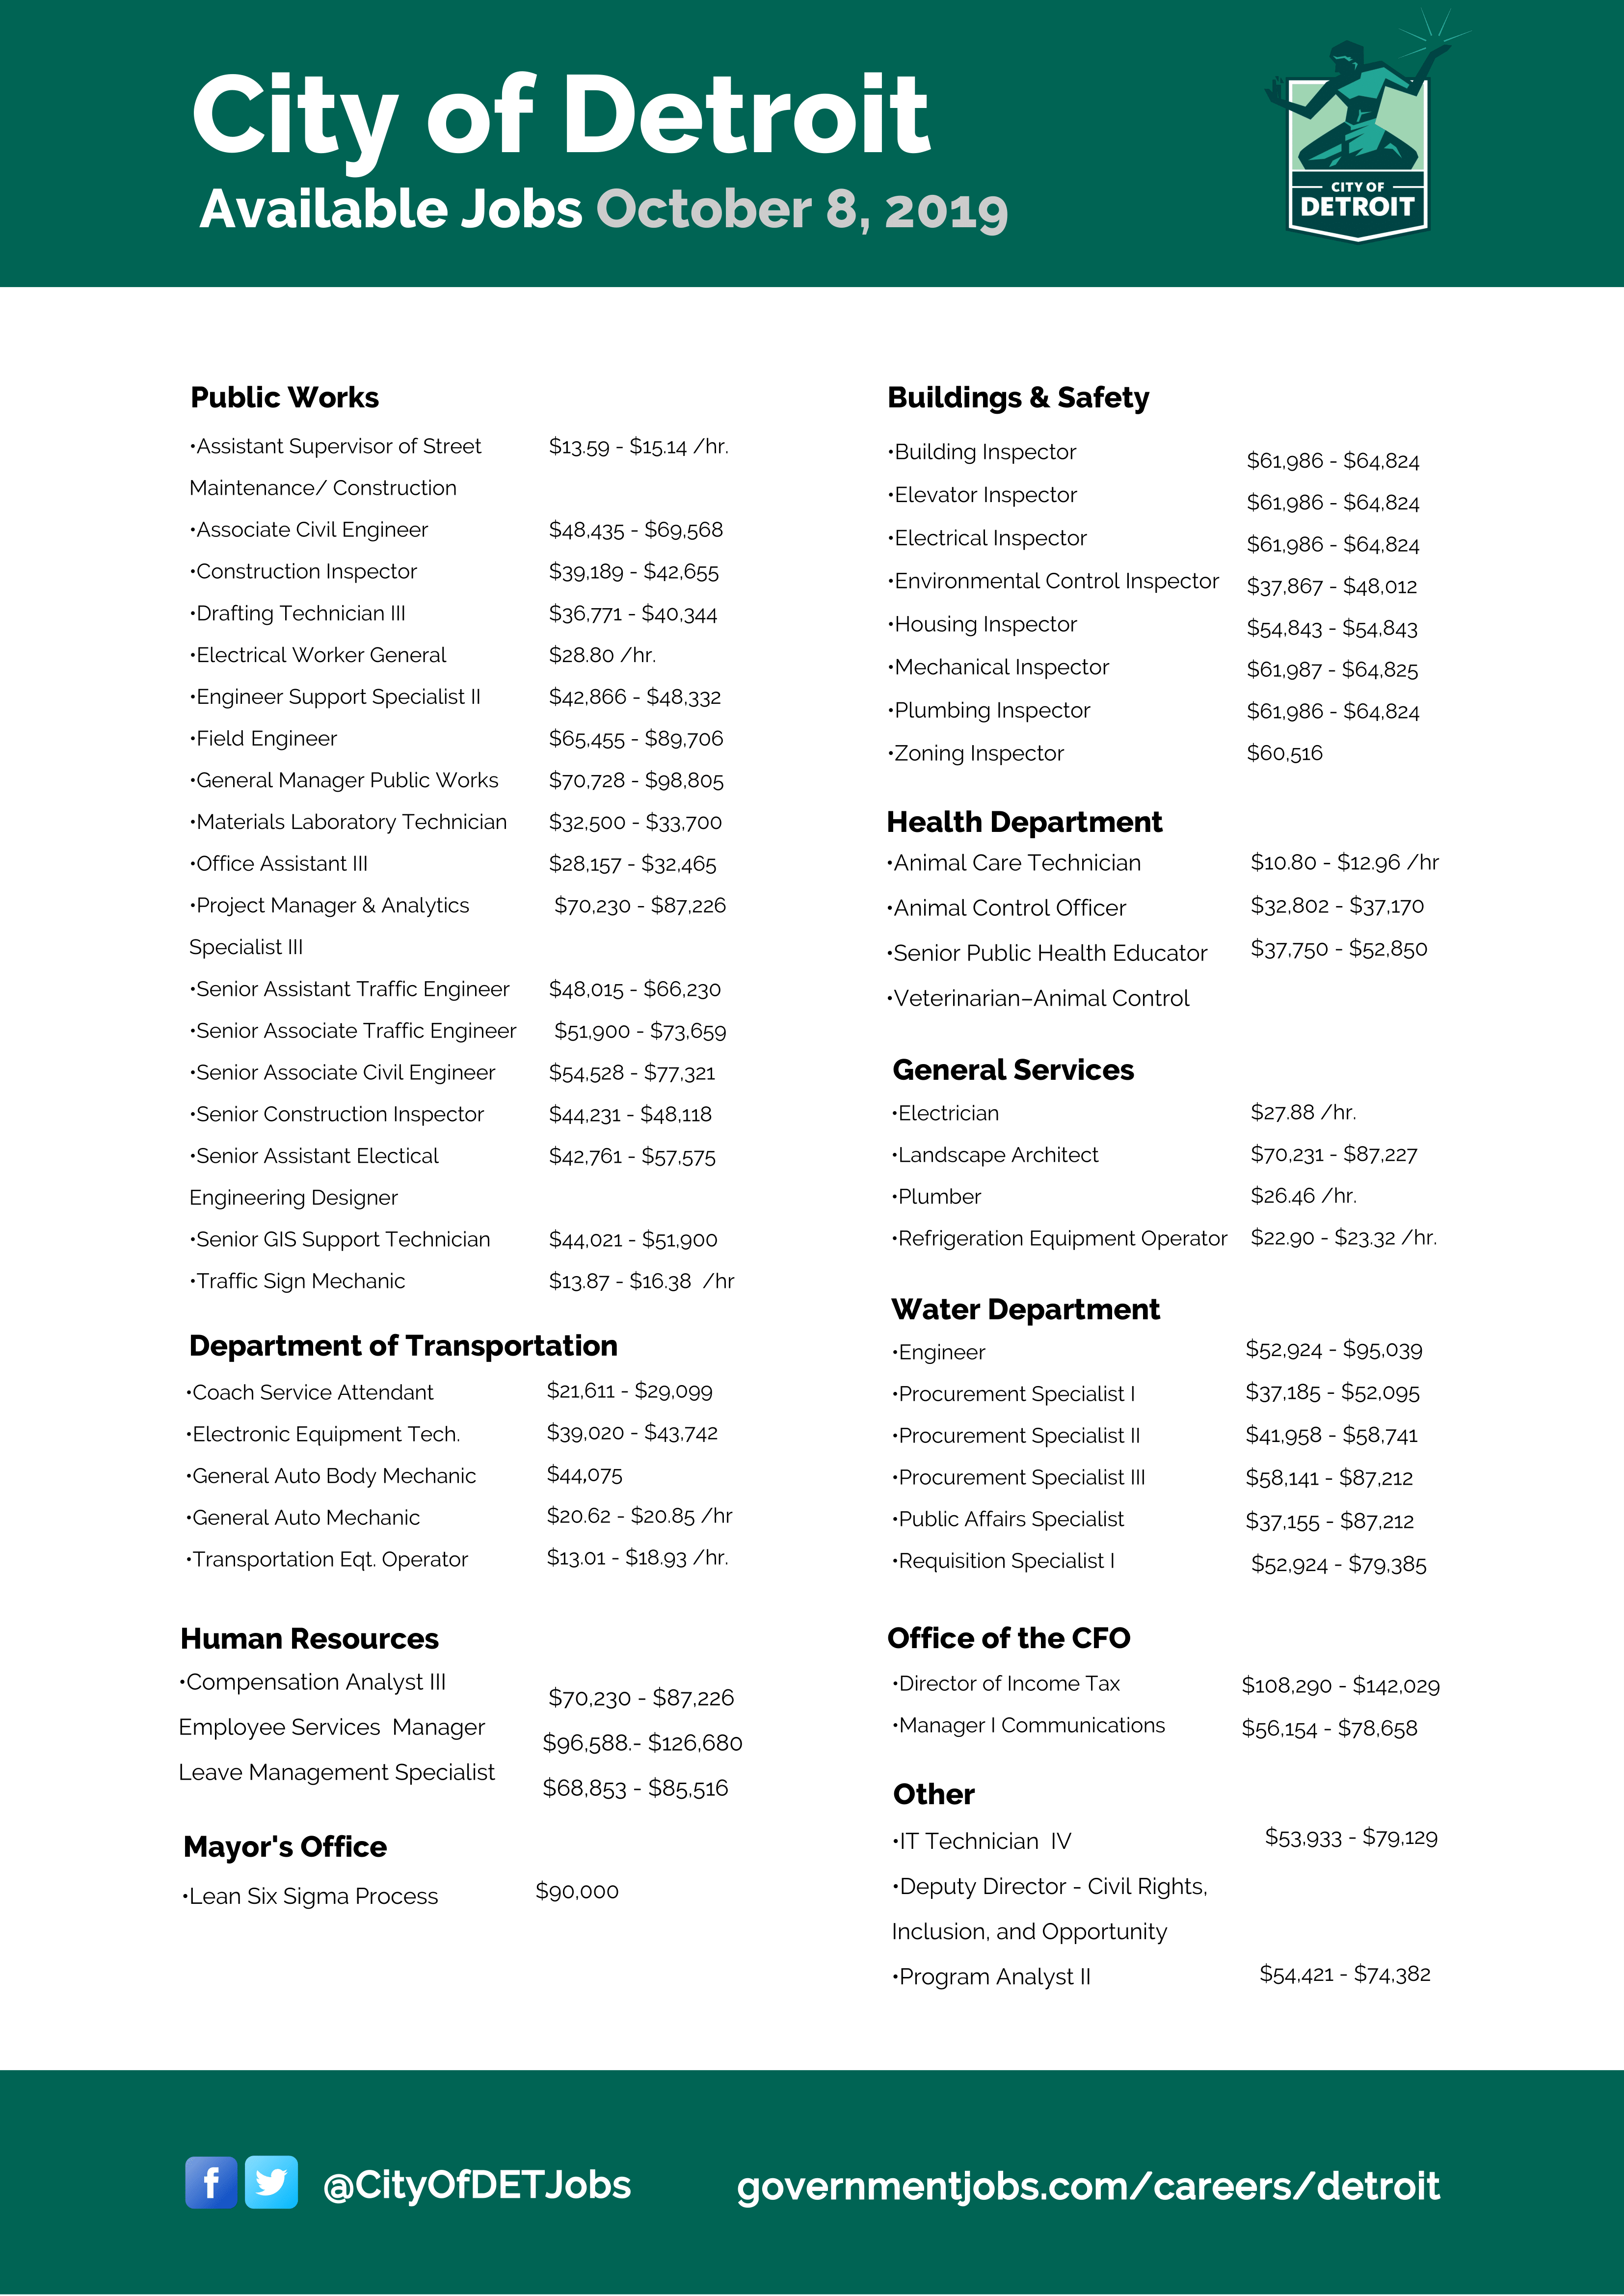 City of Detroit
Available Jobs October 8, 2019
CITY OF
DETROIT
Public Works
•Assistant Supervisor of Street $13.59 - $15.14 /hr.
Maintenance/ Construction
•Associate Civil Engineer $48,435 - $69,568
•Construction Inspector $39,189 - $42,655
•Drafting Technician III $36,771 - $40,344
•Electrical Worker General $28.80 /hr.
•Engineer Support Specialist II $42,866 - $48,332
•Field Engineer $65,455 - $89,706
•General Manager Public Works $70,728 - $98,805
•Materials Laboratory Technician $32,500 - $33,700
•Office Assistant III $28,157 - $32,465
•Project Manager & Analytics $70,230 - $87,226
Specialist III
•Senior Assistant Traffic Engineer $48,015 - $66,230
•Senior Associate Traffic Engineer $51,900 - $73,659
•Senior Associate Civil Engineer $54,528 - $77,321
•Senior Construction Inspector $44,231 - $48,118
•Senior Assistant Electical $42,761 - $57,575
Engineering Designer
•Senior GIS Support Technician $44,021 - $51,900
•Traffic Sign Mechanic $13.87 - $16.38 /hr
Department of Transportation
•Coach Service Attendant $21,611 - $29,099
•Electronic Equipment Tech. $39,020 - $43,742
•General Auto Body Mechanic $44,075
•General Auto Mechanic $20.62 - $20.85 /hr
•Transportation Eqt. Operator $13.01 - $18.93 /hr.
Human Resources
•Compensation Analyst III $70,230 - $87,226
Employee Services Manager $96,588.- $126,680
Leave Management Specialist $68,853 - $85,516
Mayor's Office
•Lean Six Sigma Process $90,000
Buildings & Safety
•Building Inspector $61,986 - $64,824
•Elevator Inspector $61,986 - $64,824
•Electrical Inspector $61,986 - $64,824
•Environmental Control Inspector $37,867 - $48,012
•Housing Inspector $54,843 - $54,843
•Mechanical Inspector $61,987 - $64,825
•Plumbing Inspector $61,986 - $64,824
•Zoning Inspector $60,516
Health Department
•Animal Care Technician $10.80 - $12.96 /hr
•Animal Control Officer $32,802 - $37,170
•Senior Public Health Educator $37,750 - $52,850
•Veterinarian–Animal Control
General Services
•Electrician $27.88 /hr.
•Landscape Architect $70,231 - $87,227
•Plumber $26.46 /hr.
•Refrigeration Equipment Operator $22.90 - $23.32 /hr.
Water Department
•Engineer $52,924 - $95,039
•Procurement Specialist I $37,185 - $52,095
•Procurement Specialist II $41,958 - $58,741
•Procurement Specialist III $58,141 - $87,212
•Public Affairs Specialist $37,155 - $87,212
•Requisition Specialist I $52,924 - $79,385
Office of the CFO
•Director of Income Tax $108,290 - $142,029
•Manager I Communications $56,154 - $78,658
Other
•IT Technician IV $53,933 - $79,129
•Deputy Director - Civil Rights,
Inclusion, and Opportunity
•Program Analyst II $54,421 - $74,382
@CityOfDETJobs governmentjobs.com/careers/detroit